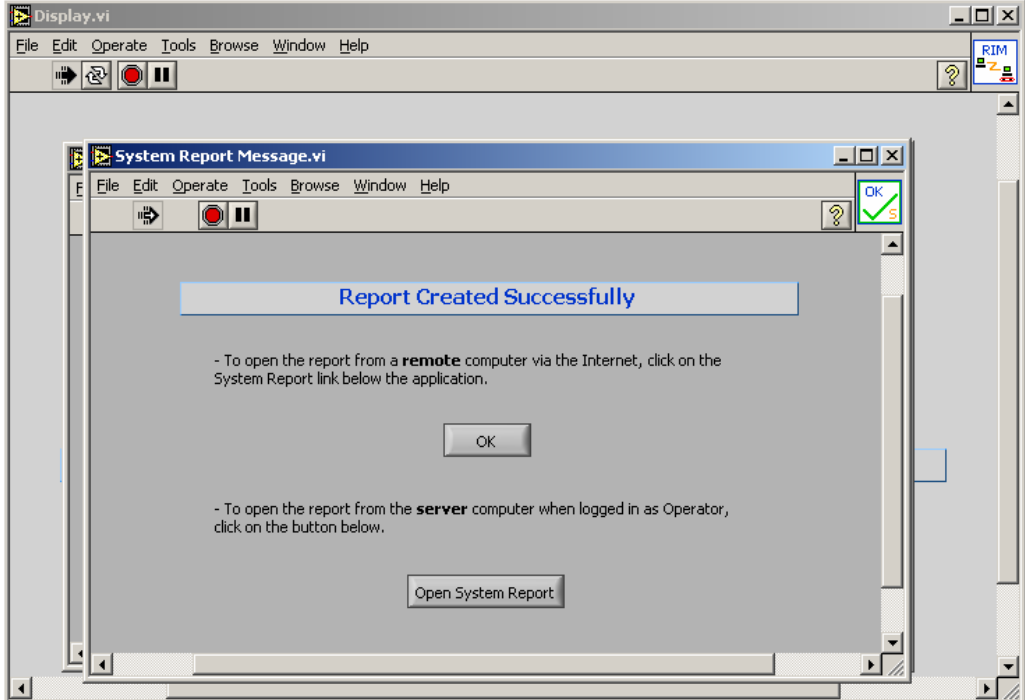 Display.vi
File Edit Operate Tools Browse Window Help
RIM
Z
System Report Message.vi
F
File Edit Operate Tools Browse Window Help
OK
S
Report Created Successfully
- To open the report from a remote computer via the Internet, click on the
System Report link below the application.
OK
- To open the report from the server computer when logged in as Operator,
click on the button below.
Open System Report